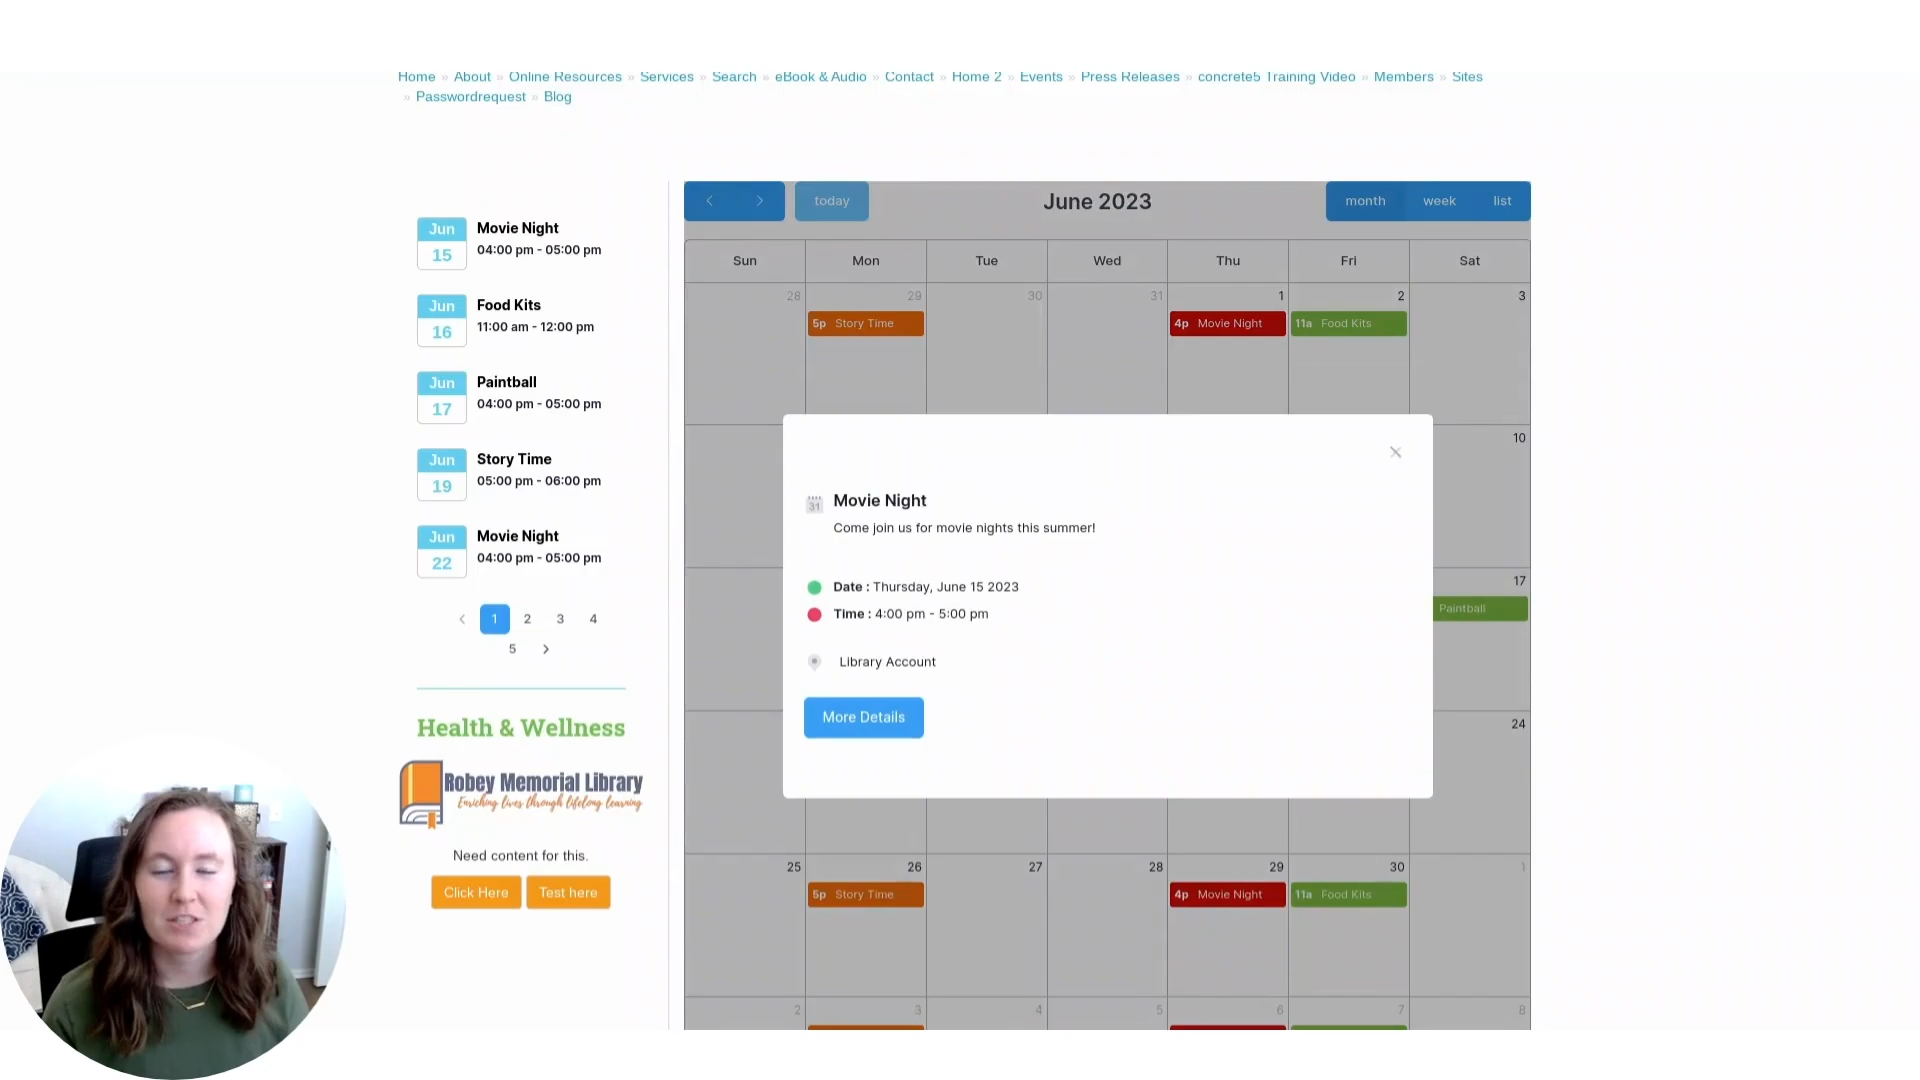 Home » About » Online Resources » Services » Search » eBook & Audio » Contact » Home 2 » Events » Press Releases » concrete5 Training Video » Members » Sites
» Passwordrequest » Blog
Jun
15
Movie Night
04:00 pm - 05:00 pm
Jun
16
Food Kits
11:00 am - 12:00 pm
Jun
17
Paintball
04:00 pm - 05:00 pm
Jun
19
Story Time
05:00 pm - 06:00 pm
Jun
22
Movie Night
04:00 pm - 05:00 pm
1 2 3 4
5
Health & Wellness
Robey Memorial Library
Enriching lives through lifelong learning
Need content for this.
Click Here Test here
today June 2023 month week list
Sun Mon Tue Wed Thu Fri Sat
28 29 30 31 1 2 3
5p Story Time 4p Movie Night 11a Food Kits
10
31
Movie Night
Come join us for movie nights this summer!
17
Date : Thursday, June 15 2023
Paintball
Time : 4:00 pm - 5:00 pm
Library Account
More Details
24
25 26 27 28 29 30 1
5p Story Time 4p Movie Night 11a Food Kits
2 3 4 5 6 7 8